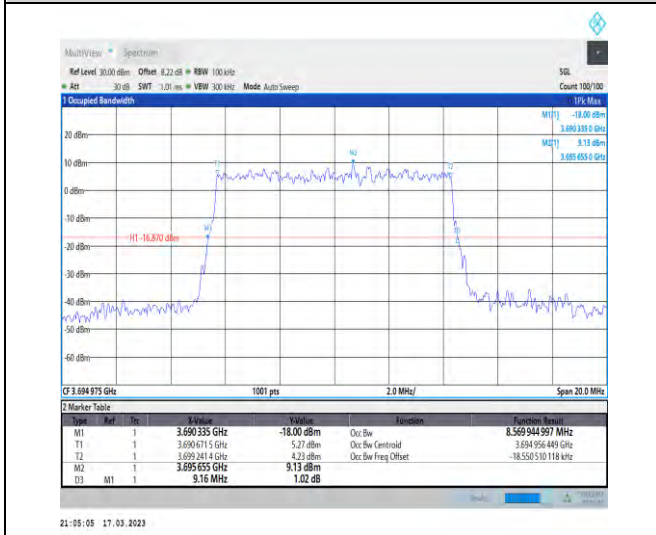 MultiView Spectrum
Ref Level 30.00 dBm Offset 8.22 dB RBW 100 kHz SGL
Att 30 dB SWT 1.01 ms VBW 300 kHz Mode Auto Sweep Count 100/100
1 Occupied Bandwidth 1Pk Max
M1[1] -18.00 dBm
3.690 335 0 GHz
M2[1] 9.13 dBm
3.695 655 0 GHz
20 dBm
M2
10 dBm
T1 T2
0 dBm
-10 dBm
M1 D3
H1 -16.870 dBm
-20 dBm
-30 dBm
-40 dBm
-50 dBm
-60 dBm
CF 3.694 975 GHz 1001 pts 2.0 MHz/ Span 20.0 MHz
2 Marker Table
Type Ref Trc X-Value Y-Value Function Function Result
M1 1 3.690 335 GHz -18.00 dBm Occ Bw 8.569 944 997 MHz
T1 1 3.690 671 5 GHz 5.27 dBm Occ Bw Centroid 3.694 956 449 GHz
T2 1 3.699 241 4 GHz 4.23 dBm Occ Bw Freq Offset -18.550 510 118 kHz
M2 1 3.695 655 GHz 9.13 dBm
D3 M1 1 9.16 MHz 1.02 dB
21:05:05 17.03.2023